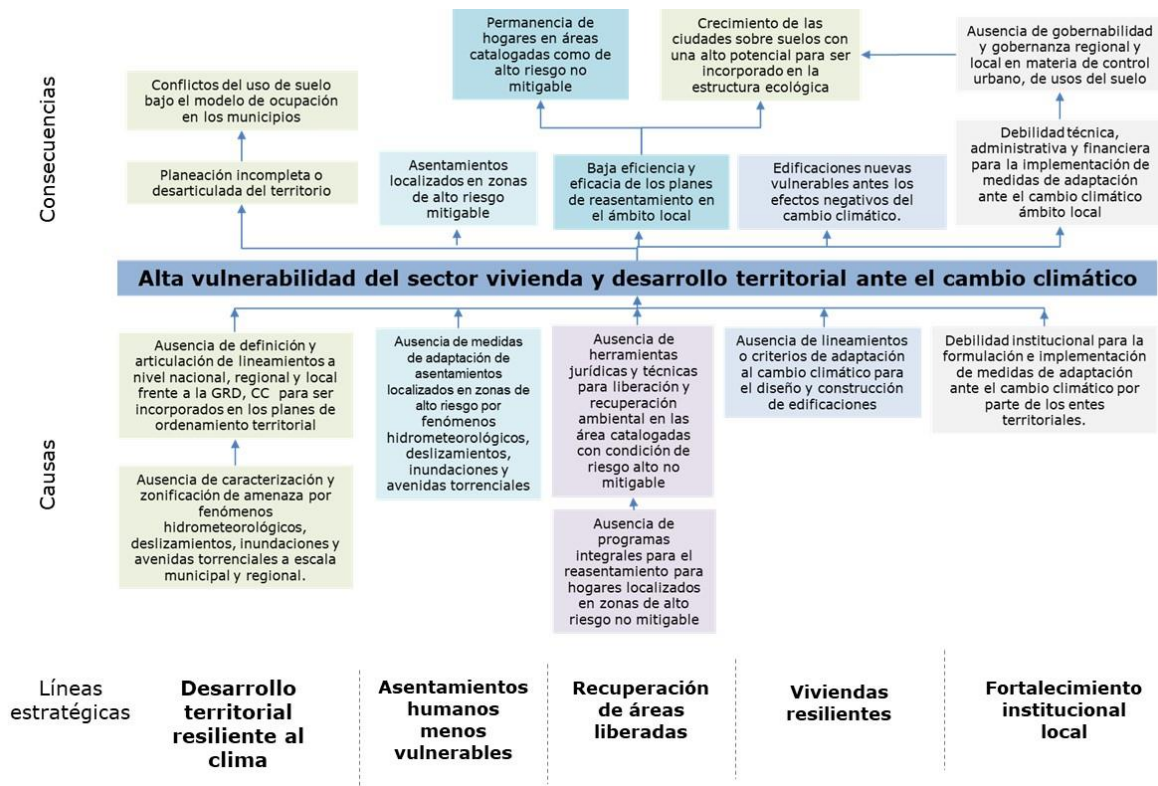 Consecuencias
Permanencia de
hogares en áreas
catalogadas como de
alto riesgo no
mitigable
Crecimiento de las
ciudades sobre suelos con
una alto potencial para ser
incorporado en la
estructura ecológica
Ausencia de gobernabilidad
y gobernanza regional y
local en materia de control
urbano, de usos del suelo
Conflictos del uso de suelo
bajo el modelo de ocupación
en los municipios
Planeación incompleta o
desarticulada del territorio
Asentamientos
localizados en zonas
de alto riesgo
mitigable
Baja eficiencia y
eficacia de los planes
de reasentamiento en
el ámbito local
Edificaciones nuevas
vulnerables antes los
efectos negativos del
cambio climático.
Debilidad técnica,
administrativa y financiera
para la implementación de
medidas de adaptación
ante el cambio climático
ámbito local
Alta vulnerabilidad del sector vivienda y desarrollo territorial ante el cambio climático
Causas
Ausencia de definición y
articulación de lineamientos a
nivel nacional, regional y local
frente a la GRD, CC para ser
incorporados en los planes de
ordenamiento territorial
Ausencia de caracterización y
zonificación de amenaza por
fenómenos
hidrometeorológicos,
deslizamientos, inundaciones y
avenidas torrenciales a escala
municipal y regional.
Ausencia de medidas
de adaptación de
asentamientos
localizados en zonas de
alto riesgo por
fenómenos
hidrometeorológicos,
deslizamientos,
inundaciones y
avenidas torrenciales
Ausencia de
herramientas
jurídicas y técnicas
para liberación y
recuperación
ambiental en las
área catalogadas
con condición de
riesgo alto no
mitigable
Ausencia de
programas
integrales para el
reasentamiento para
hogares localizados
en zonas de alto
riesgo no mitigable
Ausencia de lineamientos
o criterios de adaptación
al cambio climático para
el diseño y construcción
de edificaciones
Debilidad institucional para la
formulación e implementación
de medidas de adaptación
ante el cambio climático por
parte de los entes
territoriales.
Líneas
estratégicas
Desarrollo
territorial
resiliente al
clima
Asentamientos
humanos
menos
vulnerables
Recuperación
de áreas
liberadas
Viviendas
resilientes
Fortalecimiento
institucional
local